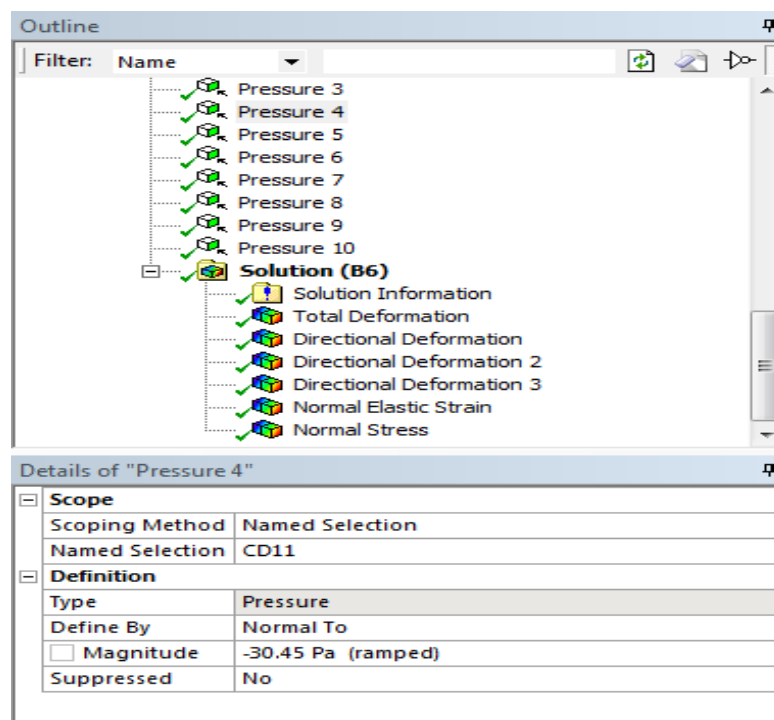 Outline
Filter: Name
Pressure 3
Pressure 4
Pressure 5
Pressure 6
Pressure 7
Pressure 8
Pressure 9
Pressure 10
Solution (B6)
Solution Information
Total Deformation
Directional Deformation
Directional Deformation 2
Directional Deformation 3
Normal Elastic Strain
Normal Stress
Details of "Pressure 4"
Scope
Scoping Method Named Selection
Named Selection CD11
Definition
Type Pressure
Define By Normal To
Magnitude -30.45 Pa (ramped)
Suppressed No